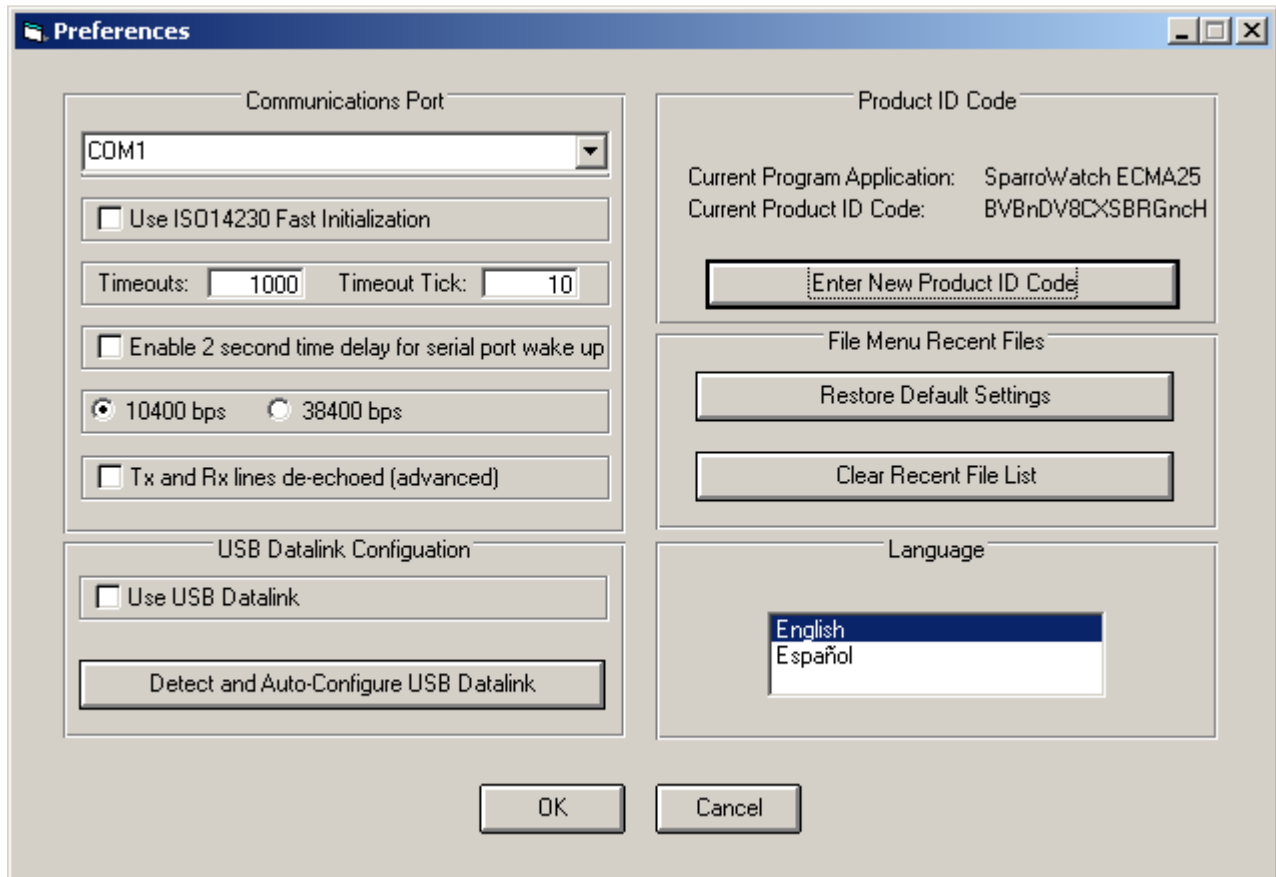 Preferences
Communications Port
COM1
Use ISO14230 Fast Initialization
Timeouts: 1000 Timeout Tick: 10
Enable 2 second time delay for serial port wake up
10400 bps 38400 bps
Tx and Rx lines de-echoed (advanced)
USB Datalink Configuation
Use USB Datalink
Detect and Auto-Configure USB Datalink
Product ID Code
Current Program Application: SparroWatch ECMA25
Current Product ID Code: BVBnDV8CXSBRGncH
Enter New Product ID Code
File Menu Recent Files
Restore Default Settings
Clear Recent File List
Language
English
Español
OK Cancel